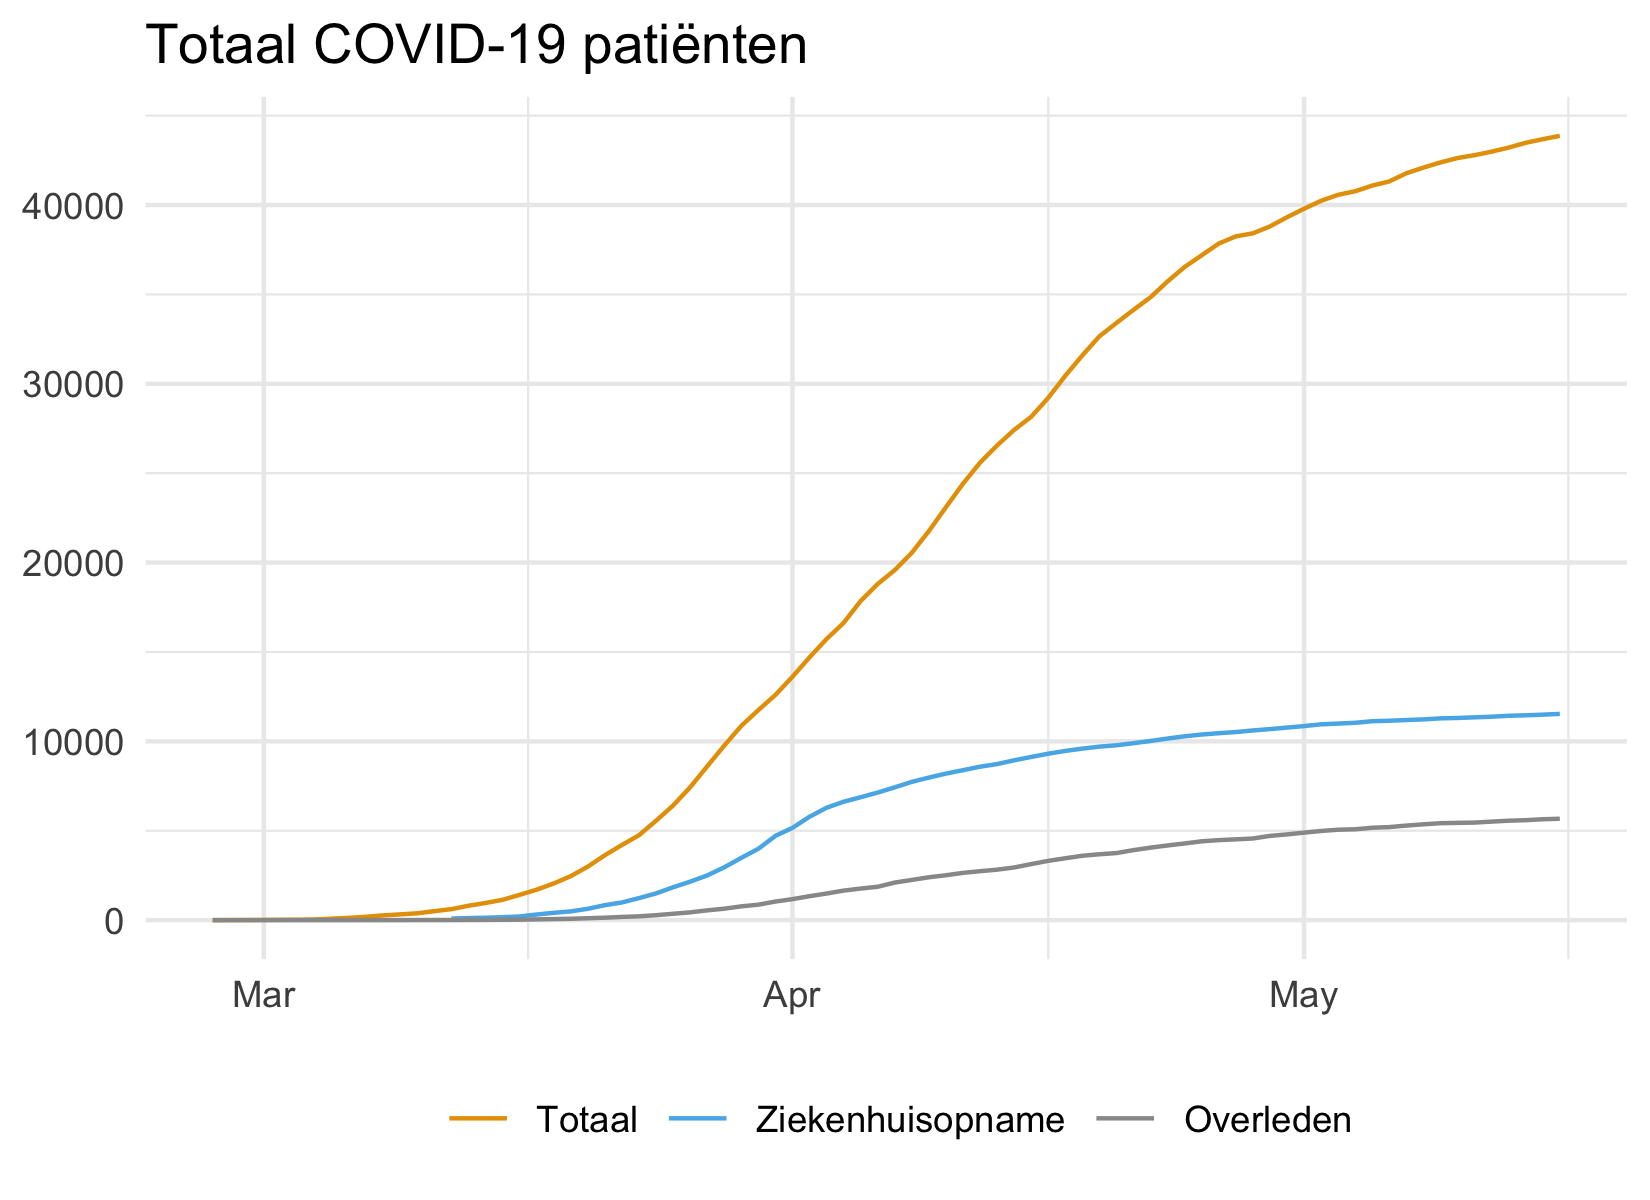 Totaal COVID-19 patiënten
40000
30000
20000
10000
0
Mar Apr May
Totaal Ziekenhuisopname Overleden